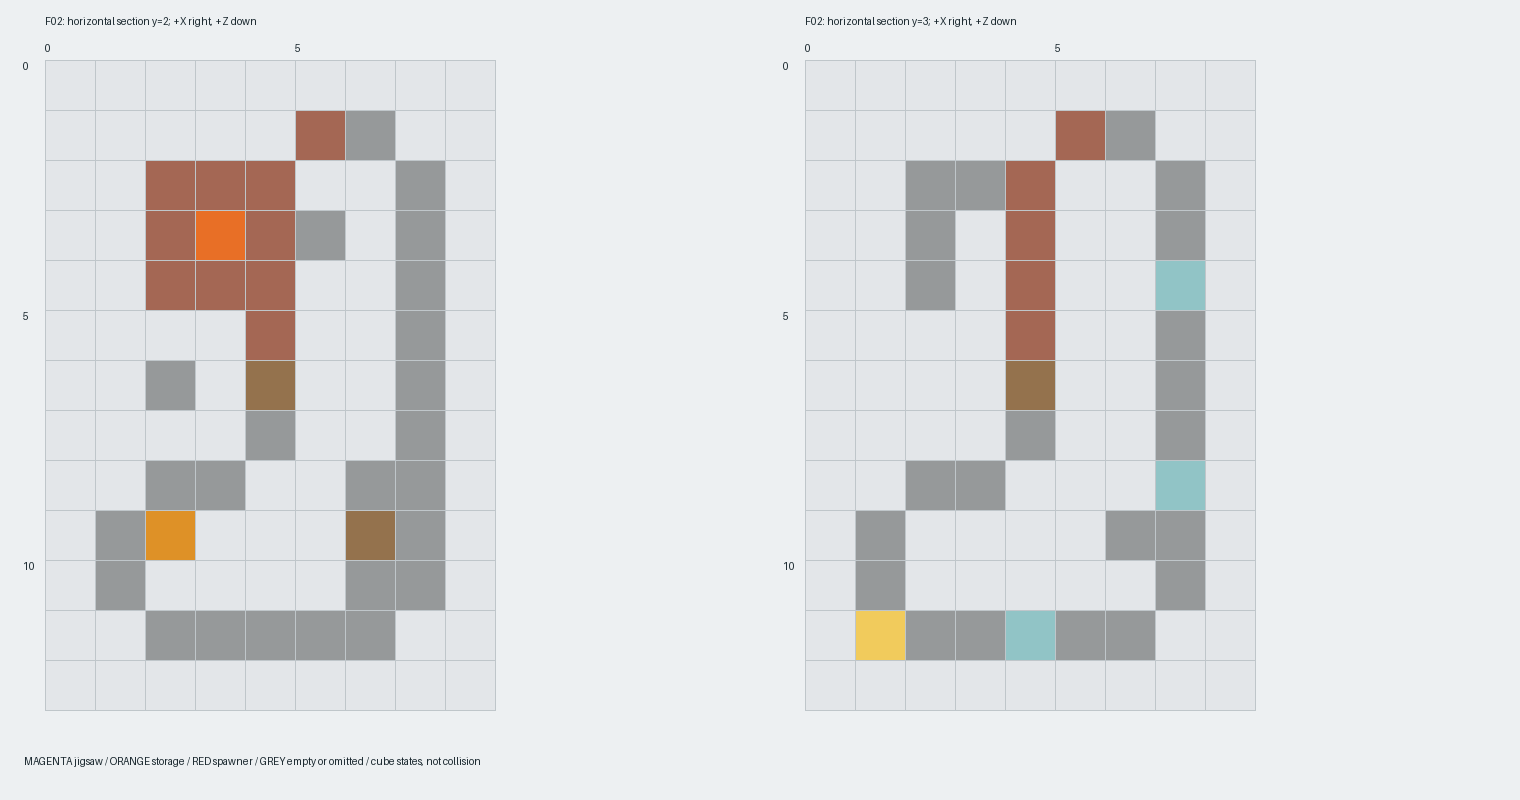 F02: horizontal section y=2; +X right, +Z down
0 5
0
5
10
F02: horizontal section y=3; +X right, +Z down
0 5
0
5
10
MAGENTA jigsaw / ORANGE storage / RED spawner / GREY empty or omitted / cube states, not collision